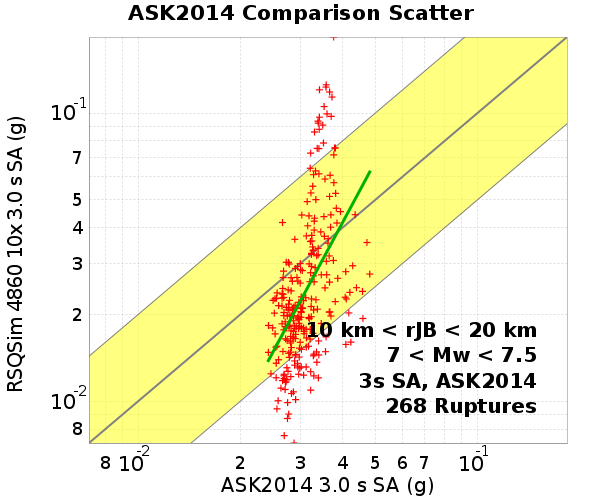 ASK2014 Comparison Scatter
RSQSim 4860 10x 3.0 s SA (g)
10⁻¹
7
5
4
3
2
10⁻²
8
10 km < rJB < 20 km
7 < Mw < 7.5
3s SA, ASK2014
268 Ruptures
8 10⁻² 2 3 4 5 6 7 10⁻¹
ASK2014 3.0 s SA (g)